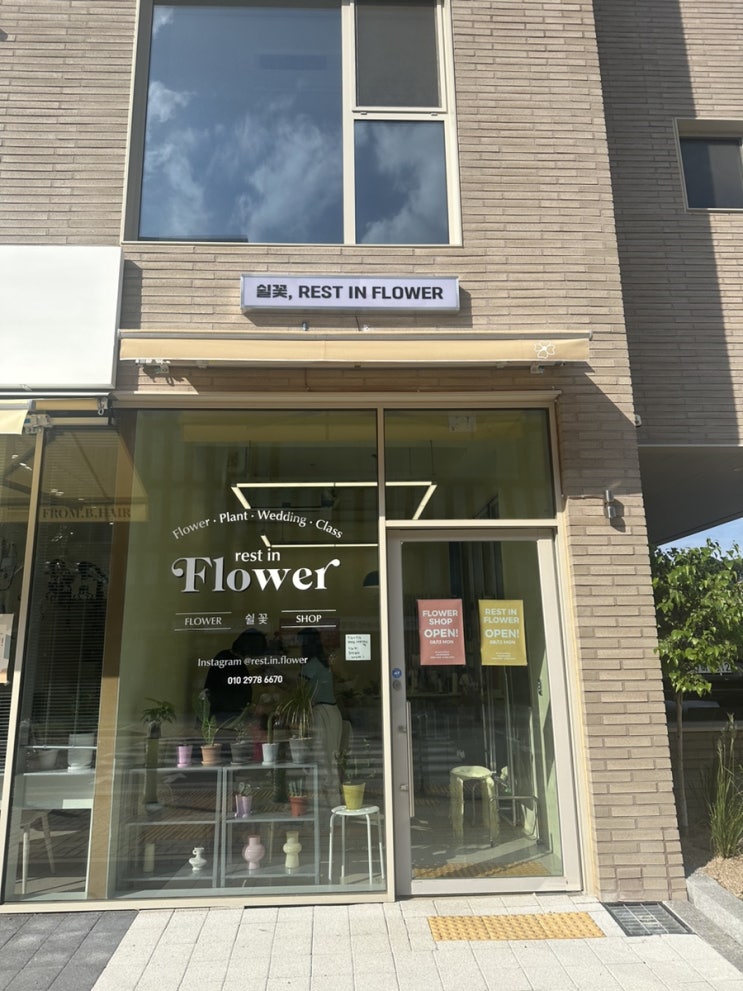 쉴꽃, REST IN FLOWER
FROM.B.HAIR
Flower · Plant · Wedding · Class
rest in
Flower
FLOWER 쉴꽃 SHOP
Instagram @rest.in.flower
010 2978 6670
FLOWER
SHOP
OPEN!
REST IN
FLOWER
OPEN!